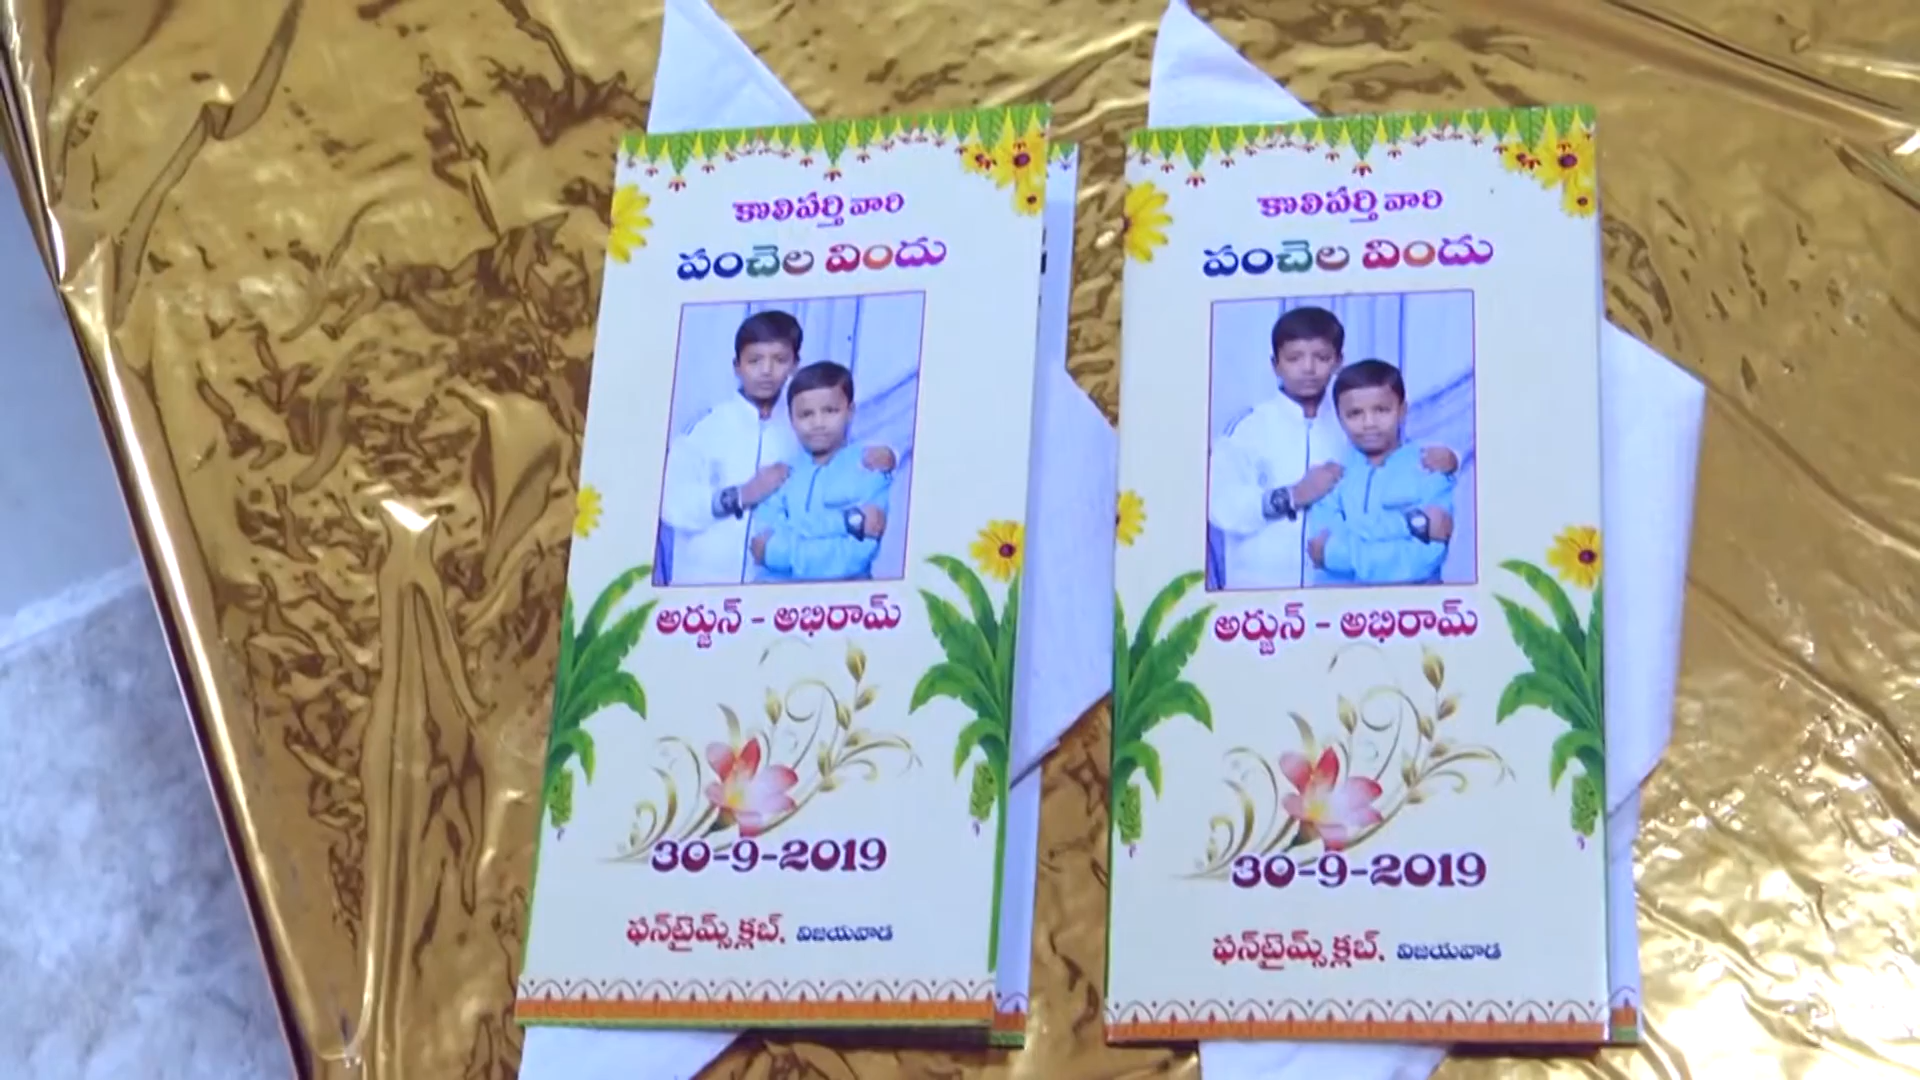 కొలిపర్తి వారి
పంచెల విందు
అర్జున్ - అభిరామ్
30-9-2019
ఫన్‌టైమ్స్ క్లబ్, విజయవాడ
కొలిపర్తి వారి
పంచెల విందు
అర్జున్ - అభిరామ్
30-9-2019
ఫన్‌టైమ్స్ క్లబ్, విజయవాడ